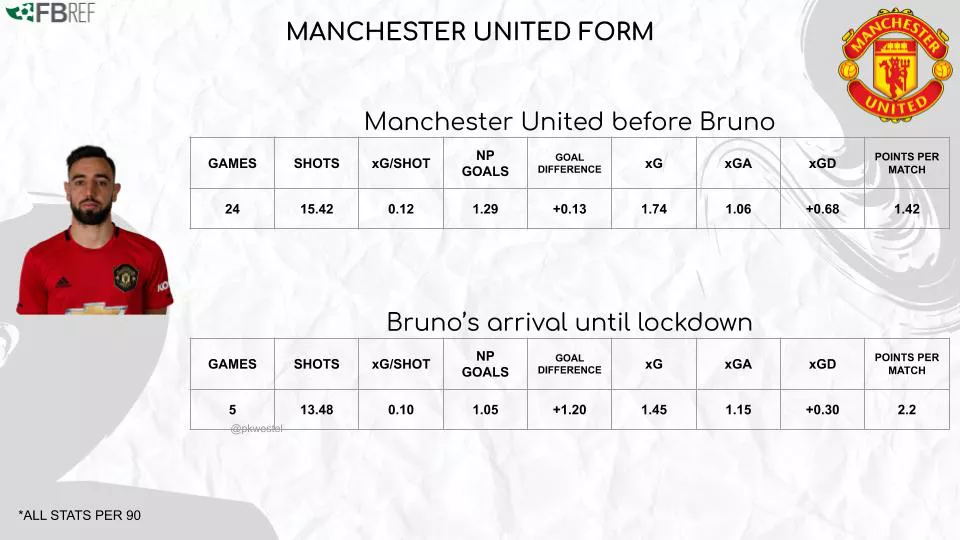 FBREF
MANCHESTER UNITED FORM
MANCHESTER
UNITED
Manchester United before Bruno
GAMES SHOTS xG/SHOT NP GOALS GOAL DIFFERENCE xG xGA xGD POINTS PER MATCH
24 15.42 0.12 1.29 +0.13 1.74 1.06 +0.68 1.42
Bruno's arrival until lockdown
GAMES SHOTS xG/SHOT NP GOALS GOAL DIFFERENCE xG xGA xGD POINTS PER MATCH
5 13.48 0.10 1.05 +1.20 1.45 1.15 +0.30 2.2
@pkwostel
*ALL STATS PER 90